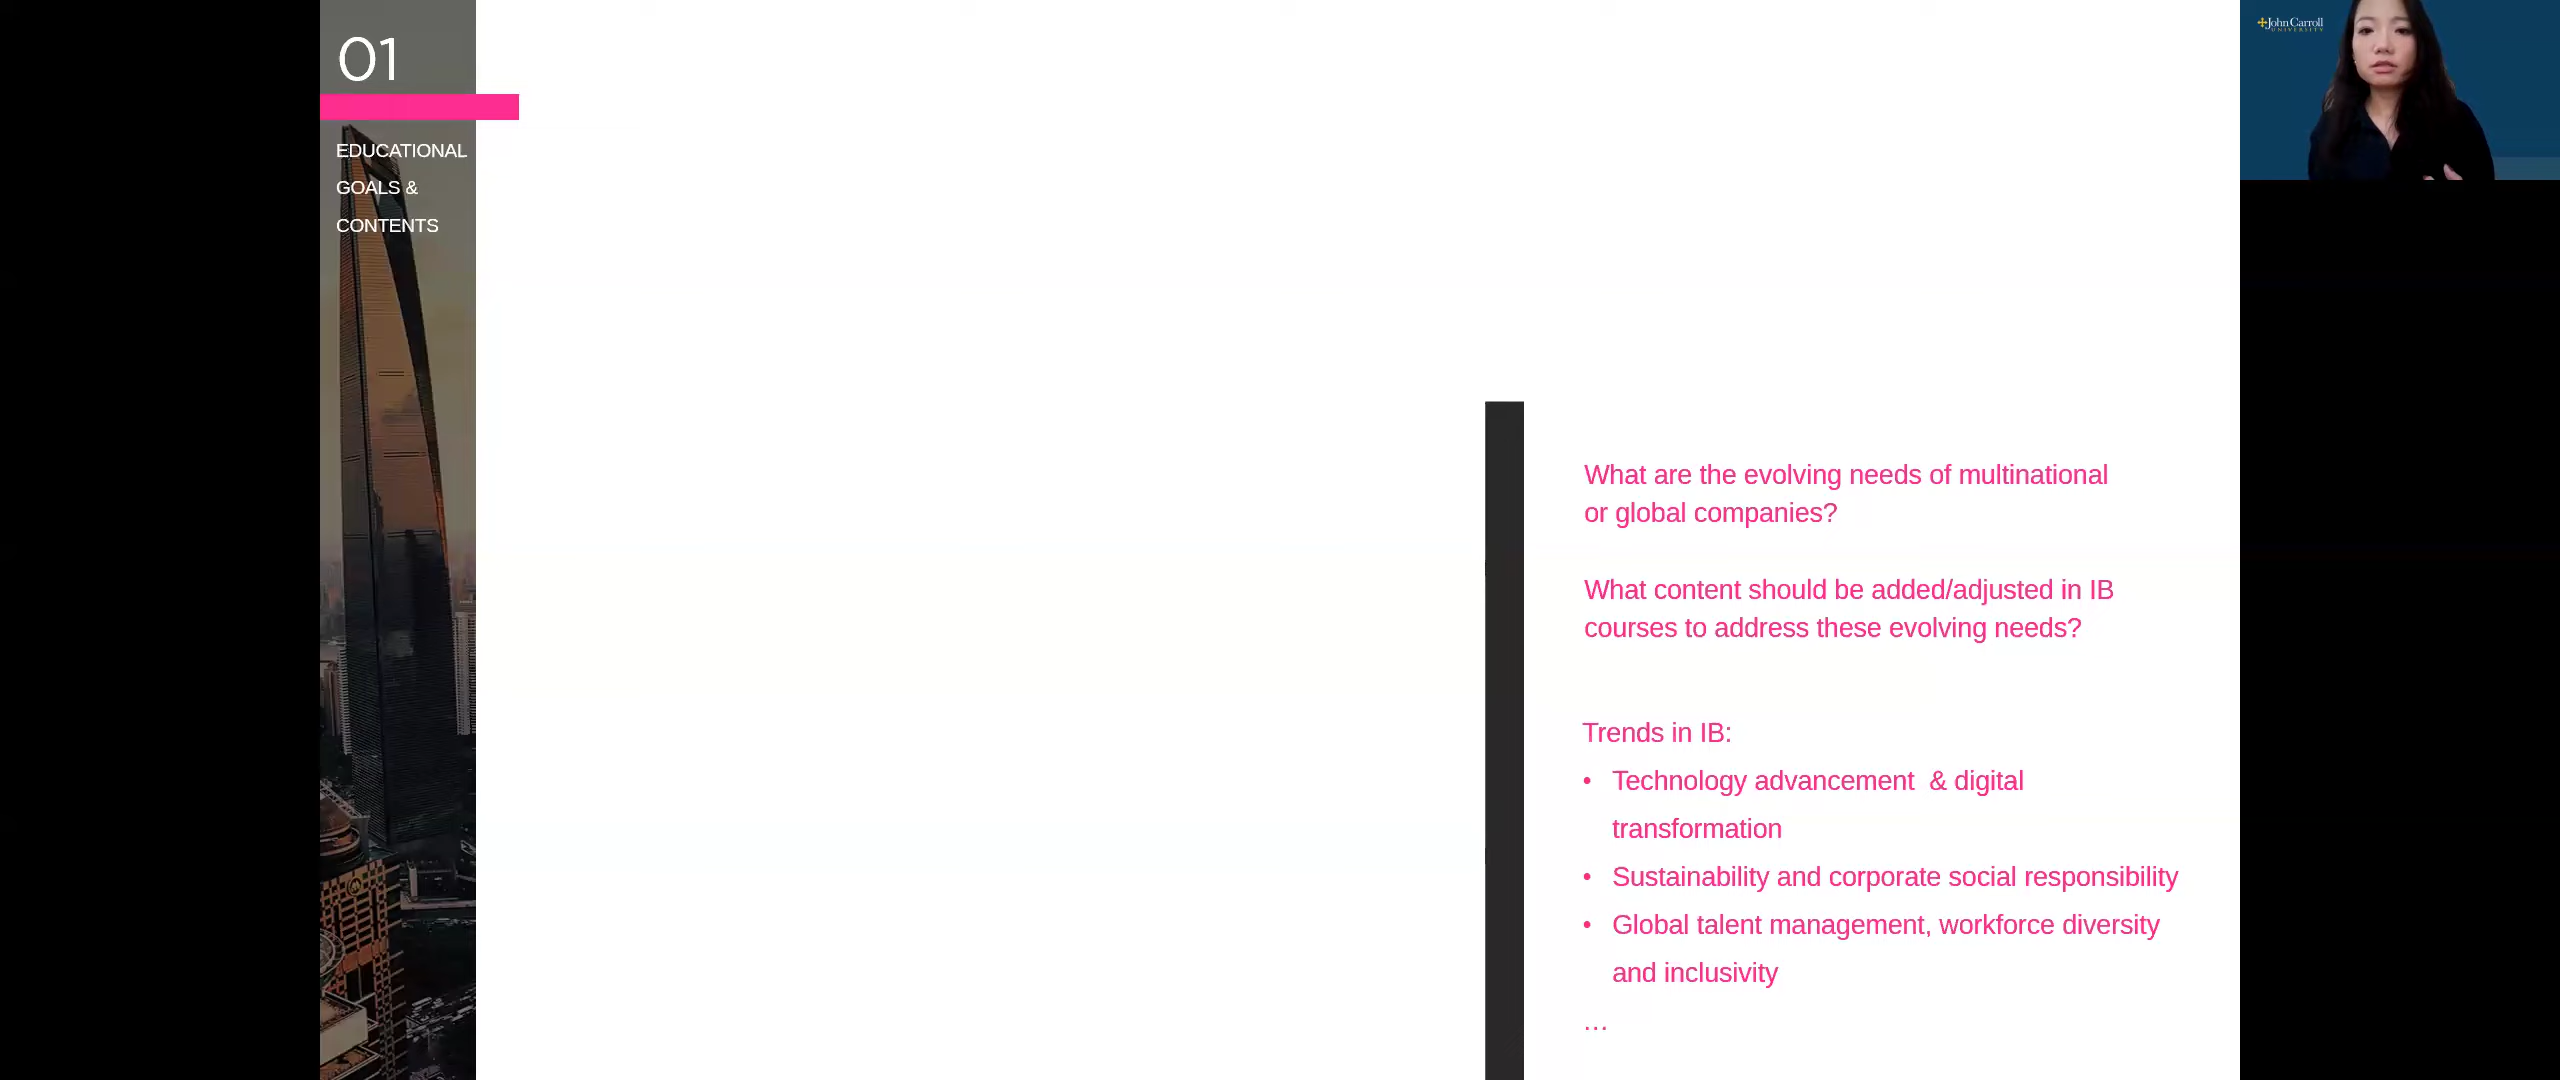 01
EDUCATIONAL
GOALS &
CONTENTS
John Carroll
UNIVERSITY
What are the evolving needs of multinational
or global companies?
What content should be added/adjusted in IB
courses to address these evolving needs?
Trends in IB:
• Technology advancement  & digital
transformation
• Sustainability and corporate social responsibility
• Global talent management, workforce diversity
and inclusivity
…